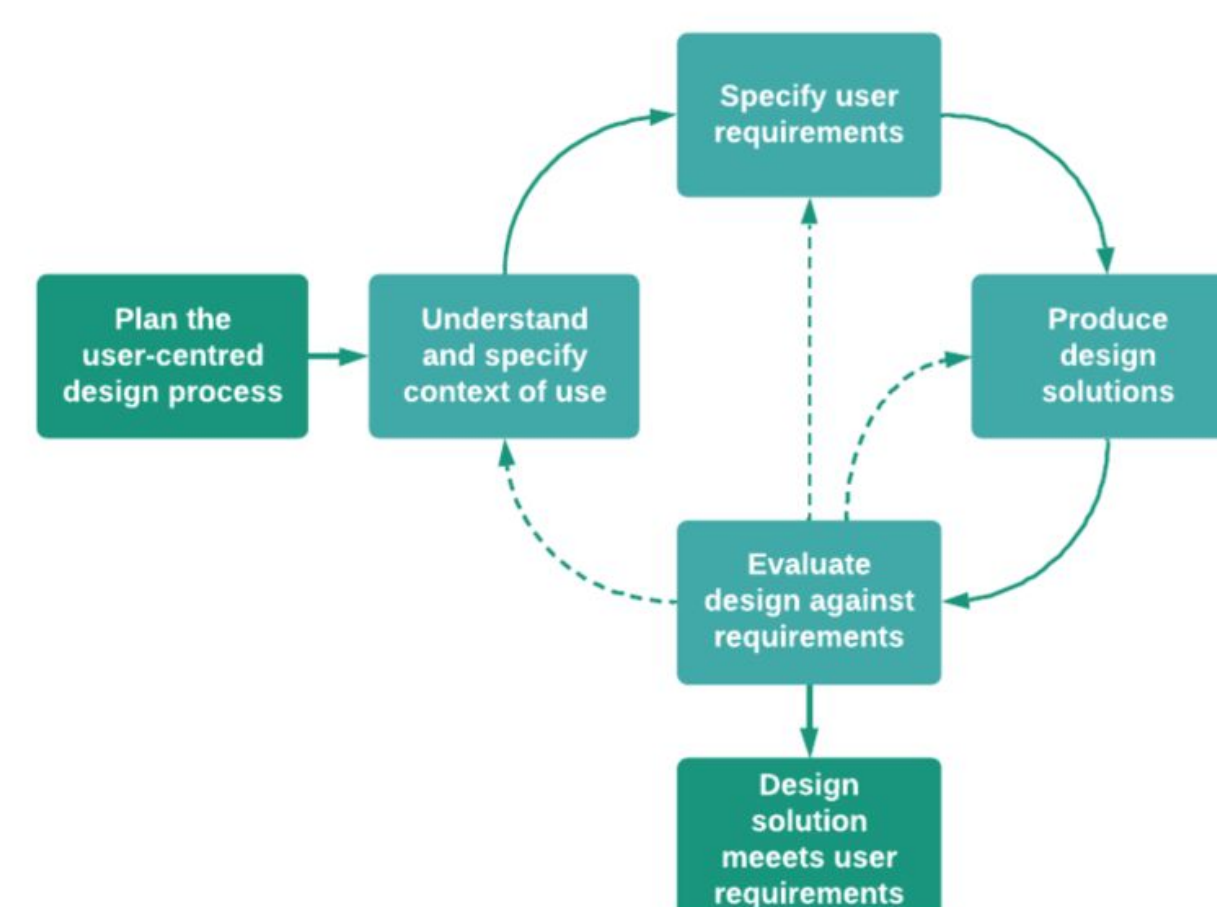 Specify user
requirements
Plan the
user-centred
design process
Understand
and specify
context of use
Produce
design
solutions
Evaluate
design against
requirements
Design
solution
meeets user
requirements